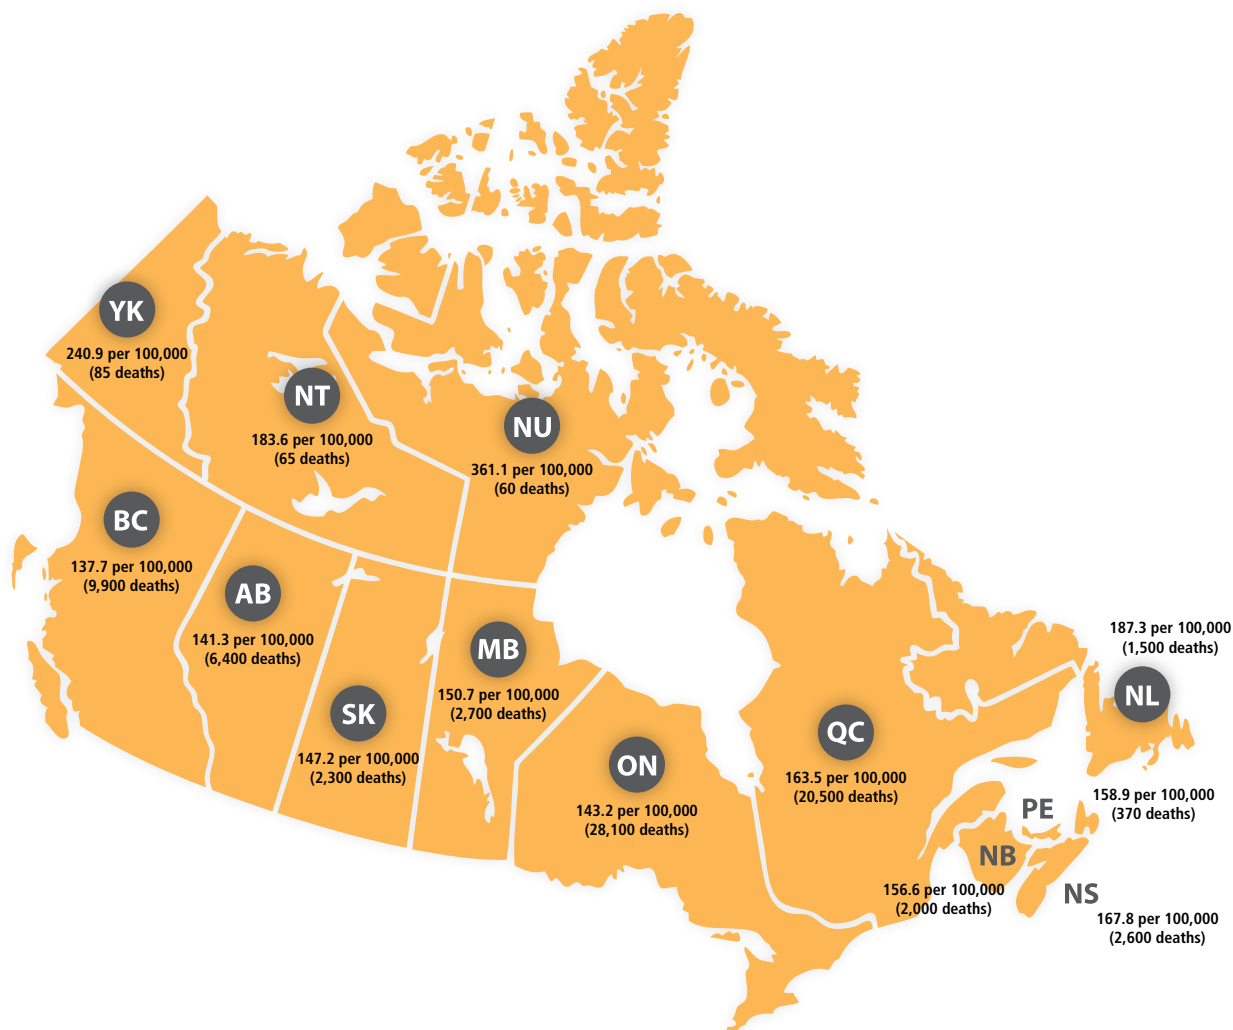 YK
240.9 per 100,000
(85 deaths)
NT
183.6 per 100,000
(65 deaths)
NU
361.1 per 100,000
(60 deaths)
BC
137.7 per 100,000
(9,900 deaths)
AB
141.3 per 100,000
(6,400 deaths)
SK
147.2 per 100,000
(2,300 deaths)
MB
150.7 per 100,000
(2,700 deaths)
ON
143.2 per 100,000
(28,100 deaths)
QC
163.5 per 100,000
(20,500 deaths)
187.3 per 100,000
(1,500 deaths)
NL
PE
158.9 per 100,000
(370 deaths)
NB
156.6 per 100,000
(2,000 deaths)
NS
167.8 per 100,000
(2,600 deaths)